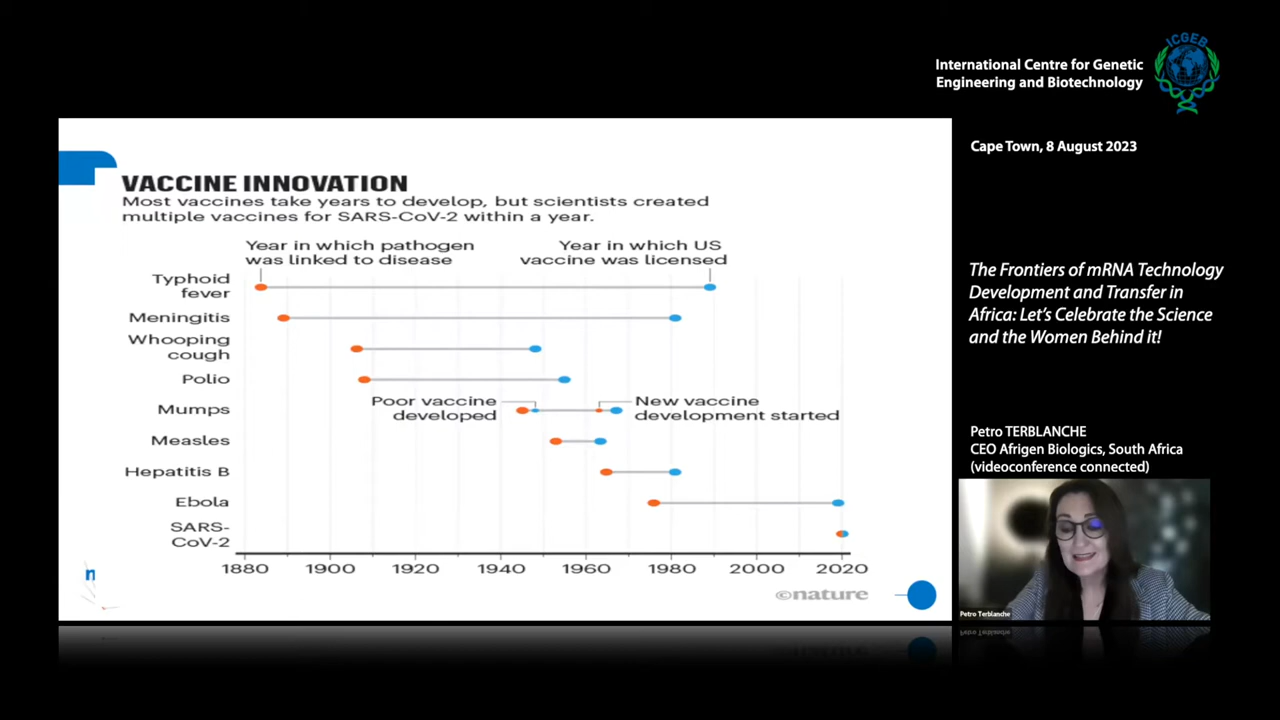 ICGEB
International Centre for Genetic
Engineering and Biotechnology
Cape Town, 8 August 2023
VACCINE INNOVATION
Most vaccines take years to develop, but scientists created
multiple vaccines for SARS-CoV-2 within a year.
Year in which pathogen
was linked to disease
Year in which US
vaccine was licensed
Typhoid
fever
Meningitis
Whooping
cough
Polio
Mumps
Poor vaccine
developed
New vaccine
development started
Measles
Hepatitis B
Ebola
SARS-
CoV-2
1880 1900 1920 1940 1960 1980 2000 2020
©nature
The Frontiers of mRNA Technology
Development and Transfer in
Africa: Let's Celebrate the Science
and the Women Behind it!
Petro TERBLANCHE
CEO Afrigen Biologics, South Africa
(videoconference connected)
Petro Terblanche